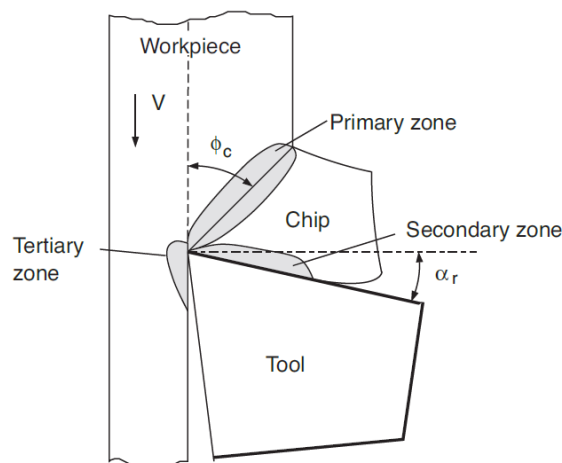 Workpiece
V
ϕc
Primary zone
Chip
Secondary zone
Tertiary
zone
αr
Tool